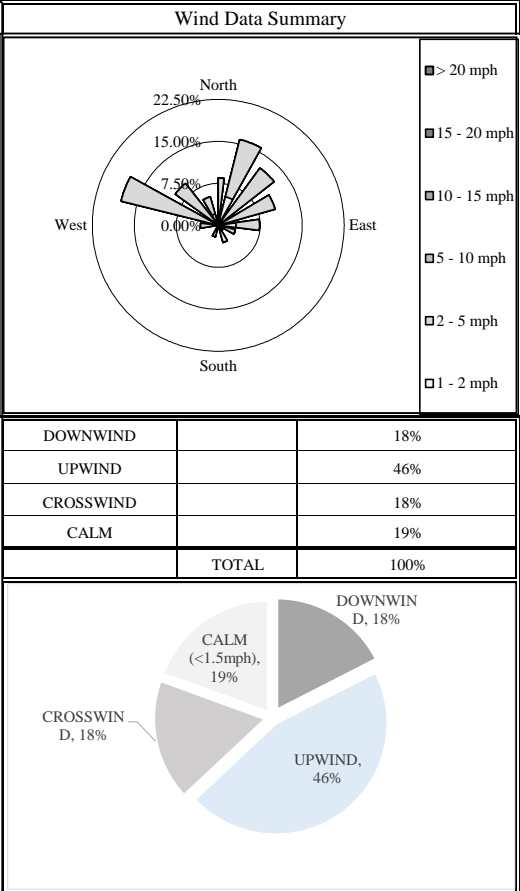 Wind Data Summary
North
22.50%
15.00%
7.50%
0.00%
West
East
South
> 20 mph
15 - 20 mph
10 - 15 mph
5 - 10 mph
2 - 5 mph
1 - 2 mph
DOWNWIND 18%
UPWIND 46%
CROSSWIND 18%
CALM 19%
TOTAL 100%
DOWNWIN
D, 18%
CALM
(<1.5mph),
19%
CROSSWIN
D, 18%
UPWIND,
46%